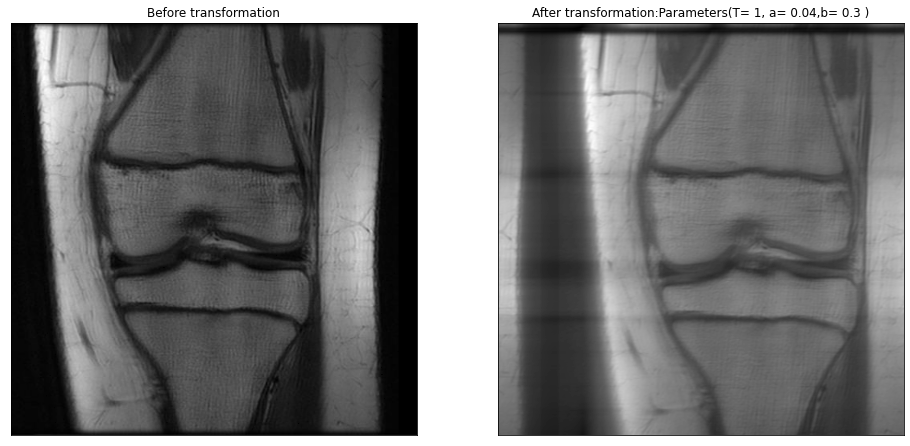 Before transformation
After transformation:Parameters(T= 1, a= 0.04,b= 0.3 )